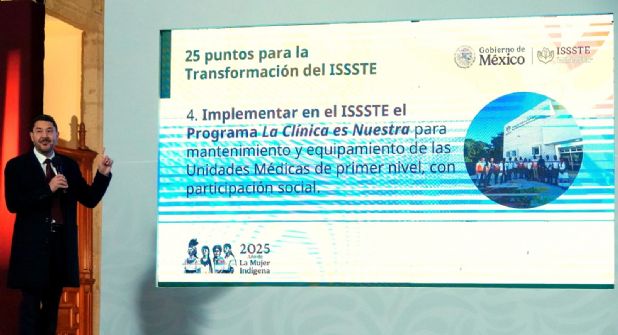 25 puntos para la
Transformación del ISSSTE
Gobierno de
México
ISSSTE
4. Implementar en el ISSSTE el
Programa La Clínica es Nuestra para
mantenimiento y equipamiento de las
Unidades Médicas de primer nivel, con
participación social.
2025
Año de
La Mujer
Indígena